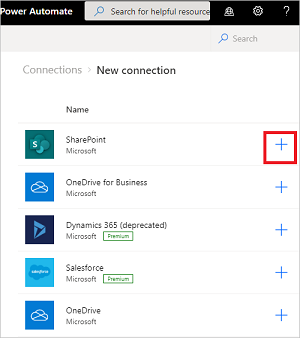 Power Automate
Search for helpful resource
?
Search
Connections > New connection
Name
SharePoint
Microsoft
OneDrive for Business
Microsoft
Dynamics 365 (deprecated)
Microsoft Premium
Salesforce
Microsoft Premium
salesforce
OneDrive
Microsoft